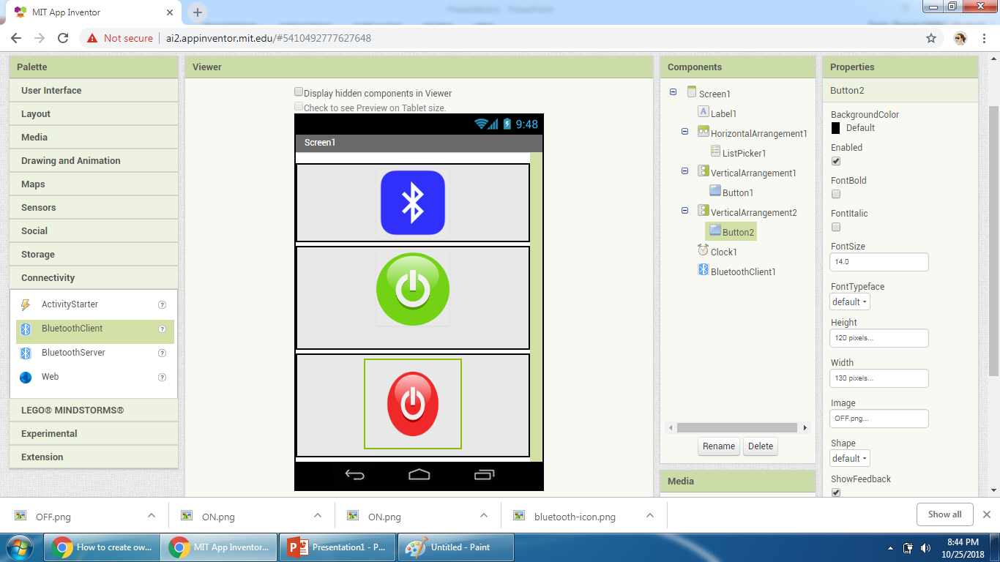 MIT App Inventor
Not secure
ai2.appinventor.mit.edu/#5410492777627648
Palette
User Interface
Layout
Media
Drawing and Animation
Maps
Sensors
Social
Storage
Connectivity
ActivityStarter
BluetoothClient
BluetoothServer
Web
LEGO® MINDSTORMS®
Experimental
Extension
Viewer
Display hidden components in Viewer
Check to see Preview on Tablet size.
9:48
Screen1
Components
Screen1
Label1
HorizontalArrangement1
ListPicker1
VerticalArrangement1
Button1
VerticalArrangement2
Button2
Clock1
BluetoothClient1
Rename Delete
Media
Properties
Button2
BackgroundColor
Default
Enabled
FontBold
FontItalic
FontSize
14.0
FontTypeface
default
Height
120 pixels...
Width
130 pixels...
Image
OFF.png...
Shape
default
ShowFeedback
OFF.png
ON.png
ON.png
bluetooth-icon.png
Show all
How to create ow...
MIT App Inventor...
Presentation1 - P...
Untitled - Paint
8:44 PM
10/25/2018